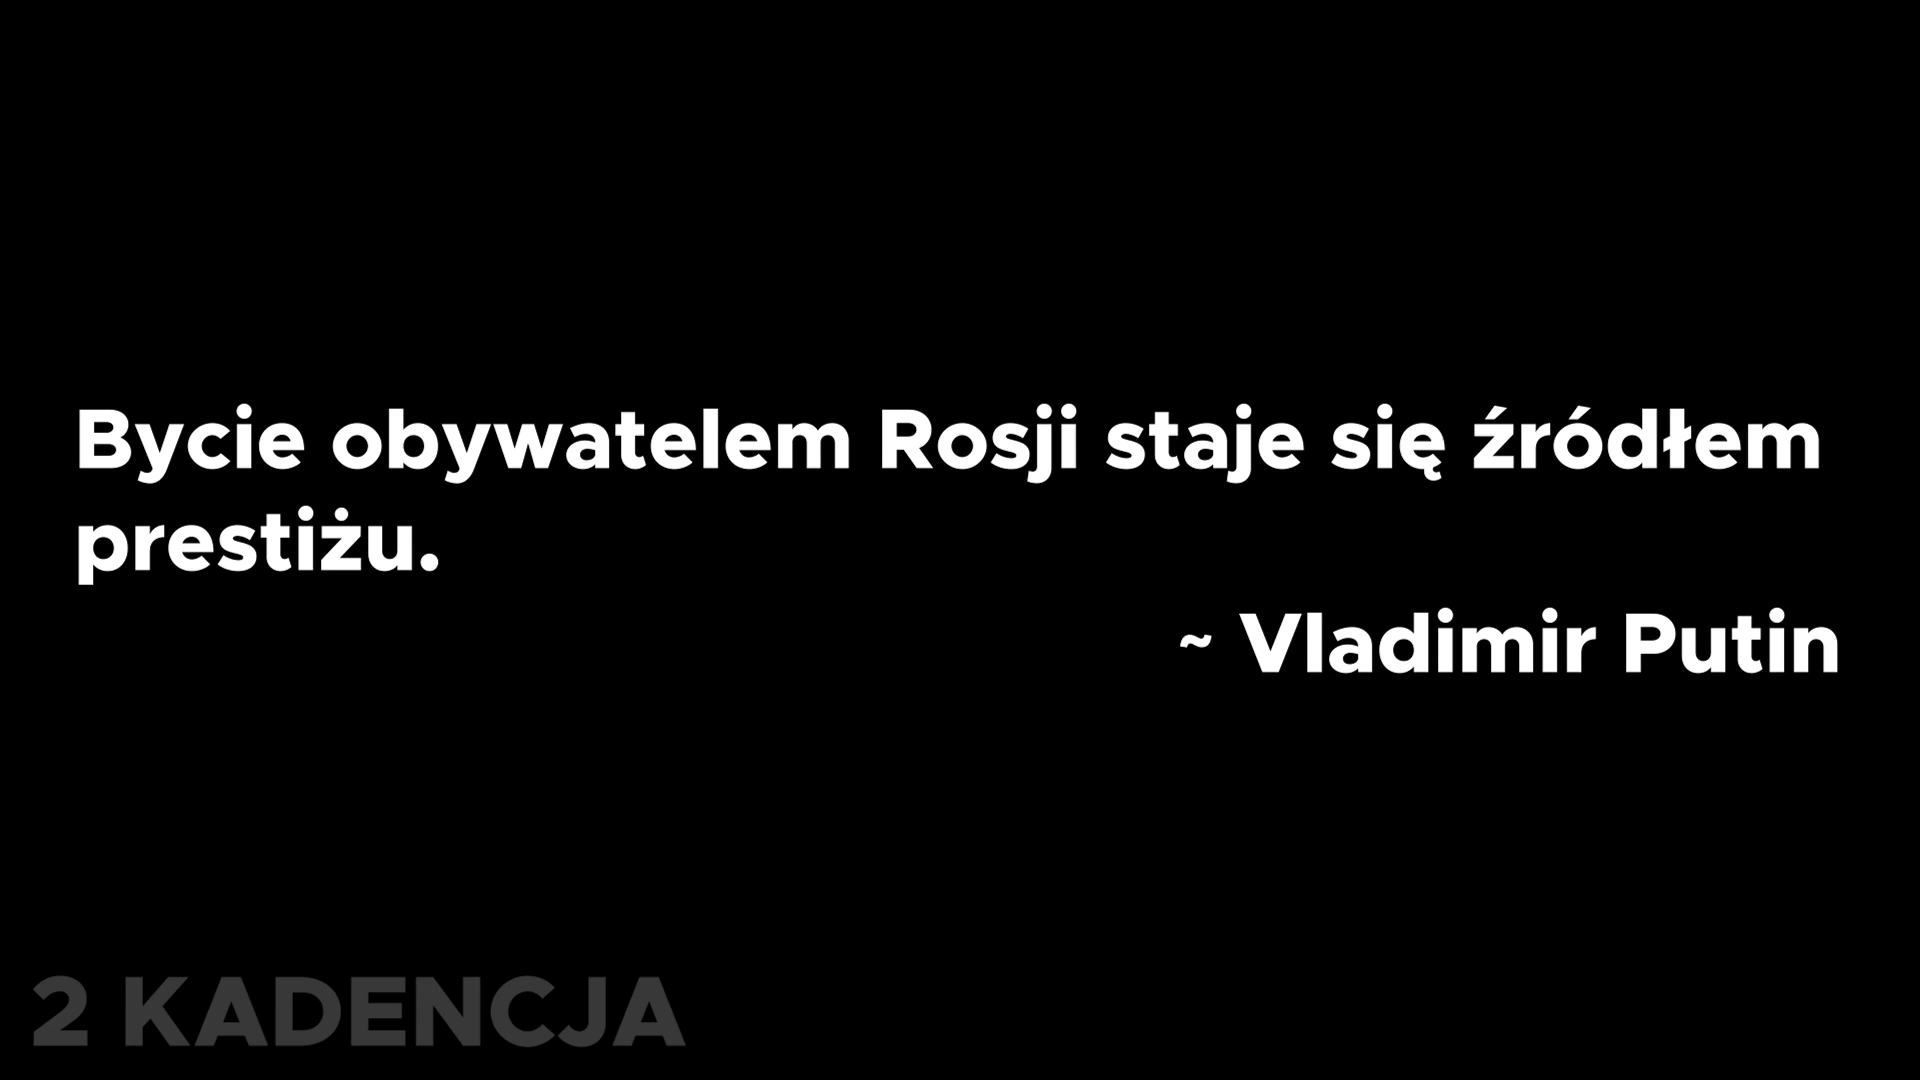 Bycie obywatelem Rosji staje się źródłem
prestiżu.
~ Vladimir Putin
2 KADENCJA